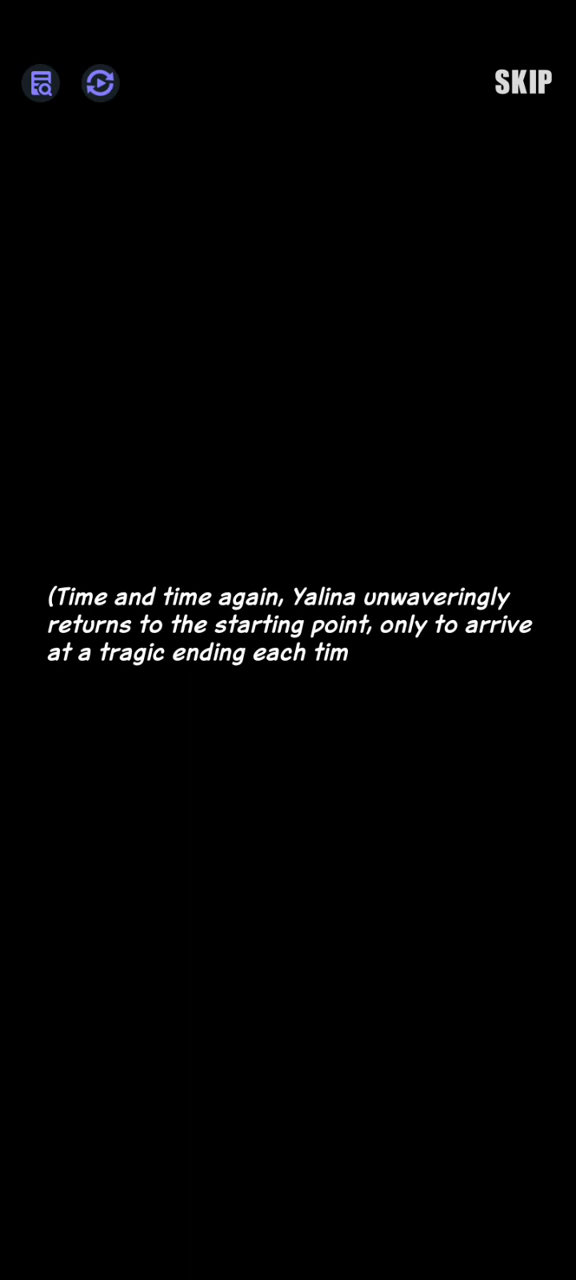 SKIP
(Time and time again, Yalina unwaveringly
returns to the starting point, only to arrive
at a tragic ending each tim